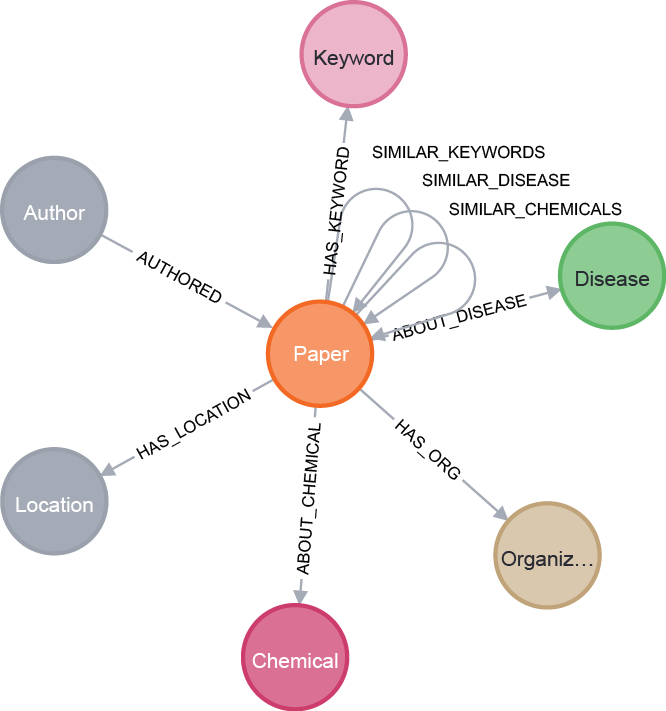 Keyword
SIMILAR_KEYWORDS
SIMILAR_DISEASE
SIMILAR_CHEMICALS
HAS_KEYWORD
Author
AUTHORED
Disease
ABOUT_DISEASE
Paper
HAS_LOCATION
HAS_ORG
ABOUT_CHEMICAL
Location
Organiz...
Chemical